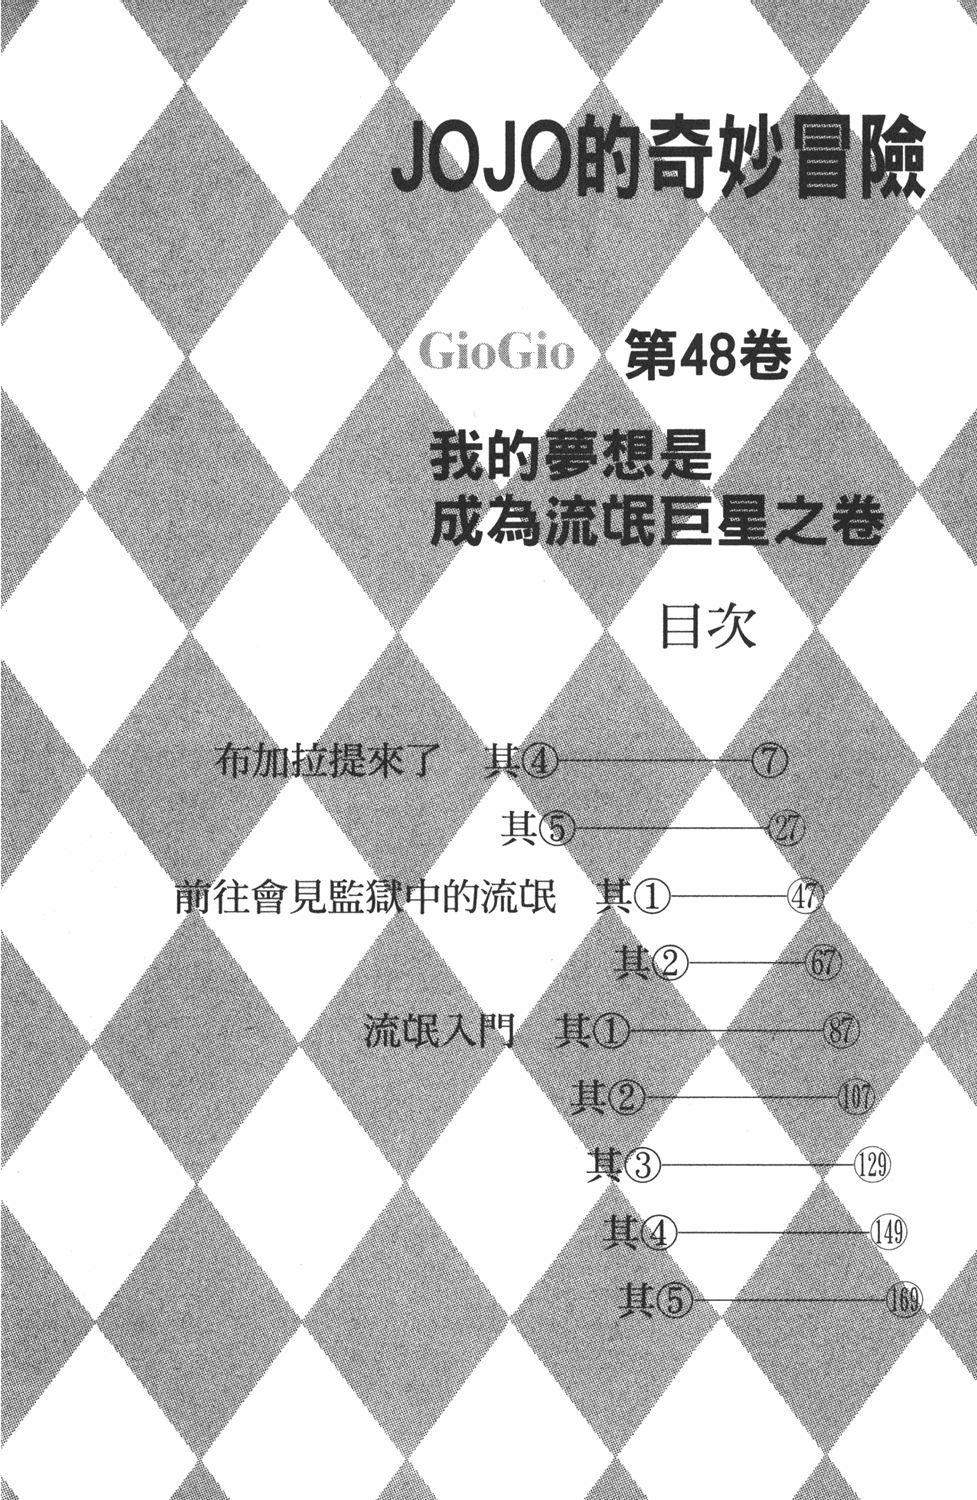 JOJO的奇妙冒險
GioGio 第48卷
我的夢想是
成為流氓巨星之卷
目次
布加拉提來了 其④ ⑦
其⑤ ㉗
前往會見監獄中的流氓 其① ㊼
其② 67
流氓入門 其① 87
其② 107
其③ 129
其④ 149
其⑤ 169